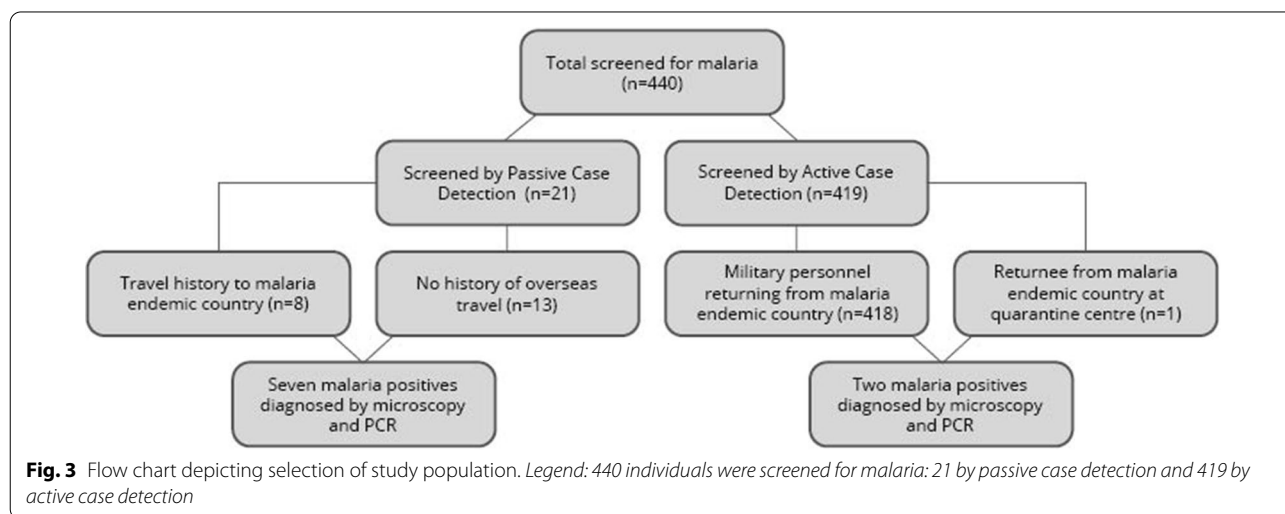 Total screened for malaria
(n=440)
Screened by Passive Case
Detection (n=21)
Screened by Active Case
Detection (n=419)
Travel history to malaria
endemic country (n=8)
No history of overseas
travel (n=13)
Military personnel
returning from malaria
endemic country (n=418)
Returnee from malaria
endemic country at
quarantine centre (n=1)
Seven malaria positives
diagnosed by microscopy
and PCR
Two malaria positives
diagnosed by microscopy
and PCR
Fig. 3 Flow chart depicting selection of study population. Legend: 440 individuals were screened for malaria: 21 by passive case detection and 419 by
active case detection